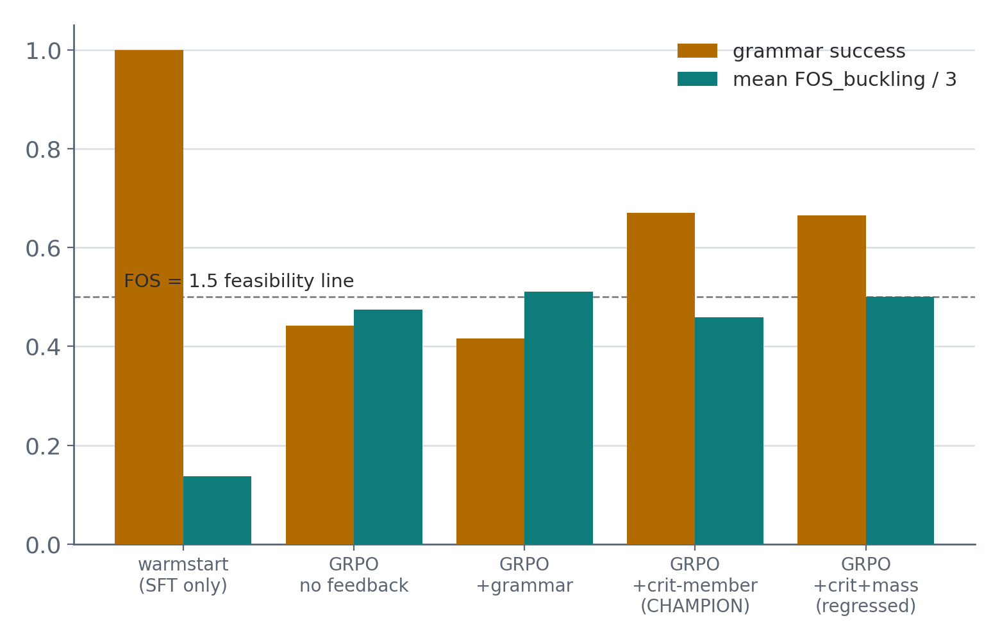 1.0
0.8
0.6
0.4
0.2
0.0
grammar success
mean FOS_buckling / 3
FOS = 1.5 feasibility line
warmstart
(SFT only)
GRPO
no feedback
GRPO
+grammar
GRPO
+crit-member
(CHAMPION)
GRPO
+crit+mass
(regressed)